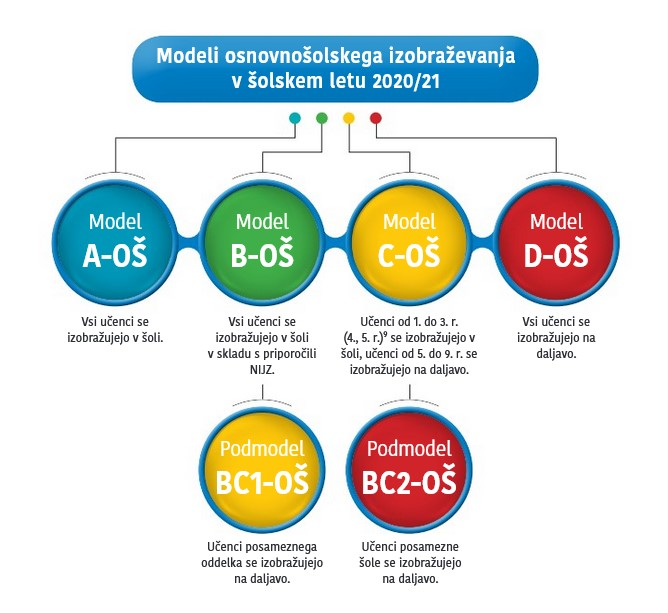 Modeli osnovnošolskega izobraževanja
v šolskem letu 2020/21
Model
A-OŠ
Vsi učenci se
izobražujejo v šoli.
Model
B-OŠ
Vsi učenci se
izobražujejo v šoli
v skladu s priporočili
NIJZ.
Model
C-OŠ
Učenci od 1. do 3. r.
(4., 5. r.)⁹ se izobražujejo v
šoli, učenci od 5. do 9. r. se
izobražujejo na daljavo.
Model
D-OŠ
Vsi učenci se
izobražujejo na
daljavo.
Podmodel
BC1-OŠ
Učenci posameznega
oddelka se izobražujejo
na daljavo.
Podmodel
BC2-OŠ
Učenci posamezne
šole se izobražujejo
na daljavo.